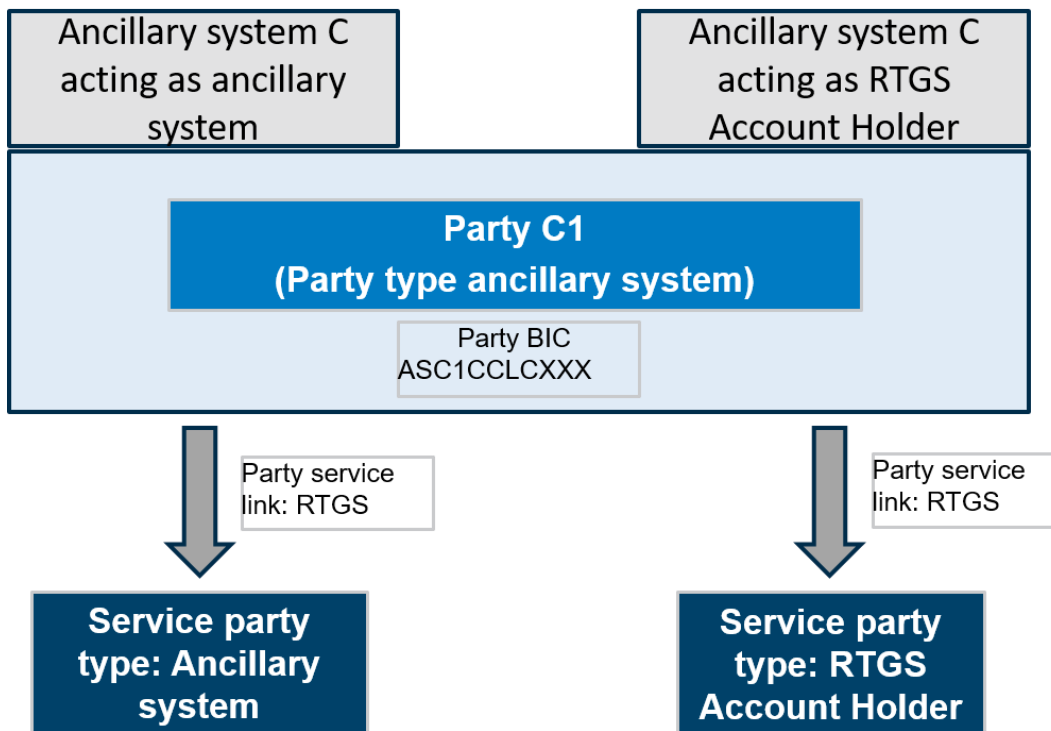 Ancillary system C
acting as ancillary
system
Ancillary system C
acting as RTGS
Account Holder
Party C1
(Party type ancillary system)
Party BIC
ASC1CCLCXXX
Party service
link: RTGS
Party service
link: RTGS
Service party
type: Ancillary
system
Service party
type: RTGS
Account Holder